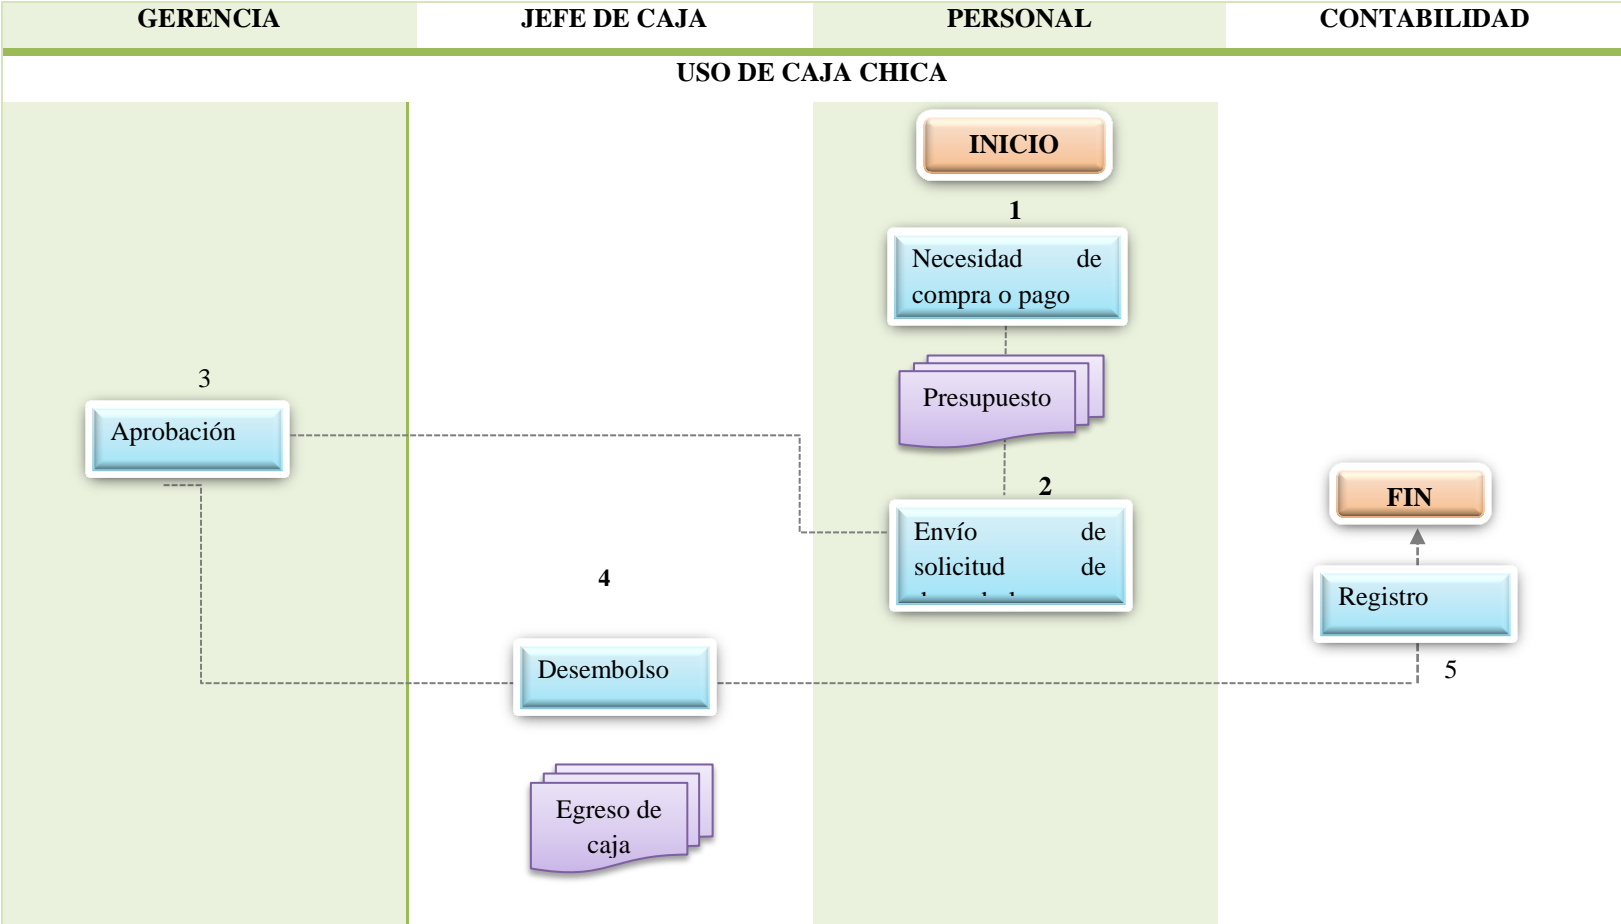 GERENCIA
JEFE DE CAJA
PERSONAL
CONTABILIDAD
USO DE CAJA CHICA
INICIO
1
Necesidad de
compra o pago
Presupuesto
2
Envío de
solicitud de
3
Aprobación
4
Desembolso
Egreso de
caja
FIN
Registro
5